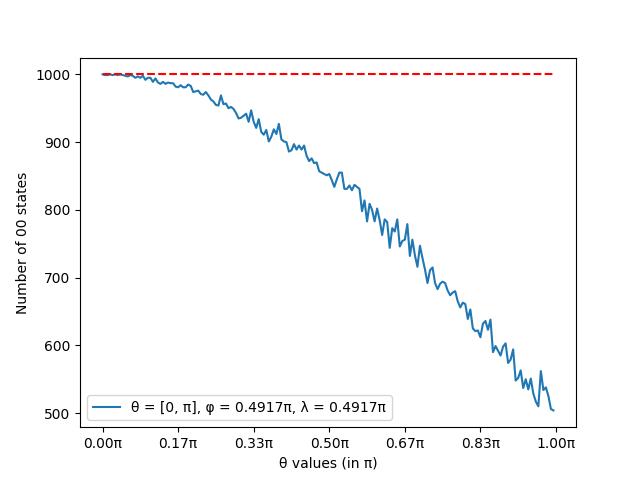 1000
900
800
700
600
500
Number of 00 states
θ = [0, π], φ = 0.4917π, λ = 0.4917π
0.00π 0.17π 0.33π 0.50π 0.67π 0.83π 1.00π
θ values (in π)